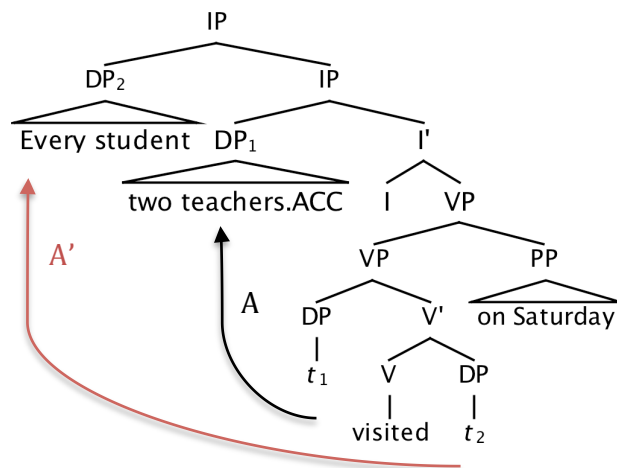 IP
DP₂ IP
Every student DP₁ I'
two teachers.ACC I VP
A' VP PP
A DP V' on Saturday
t₁ V DP
visited t₂